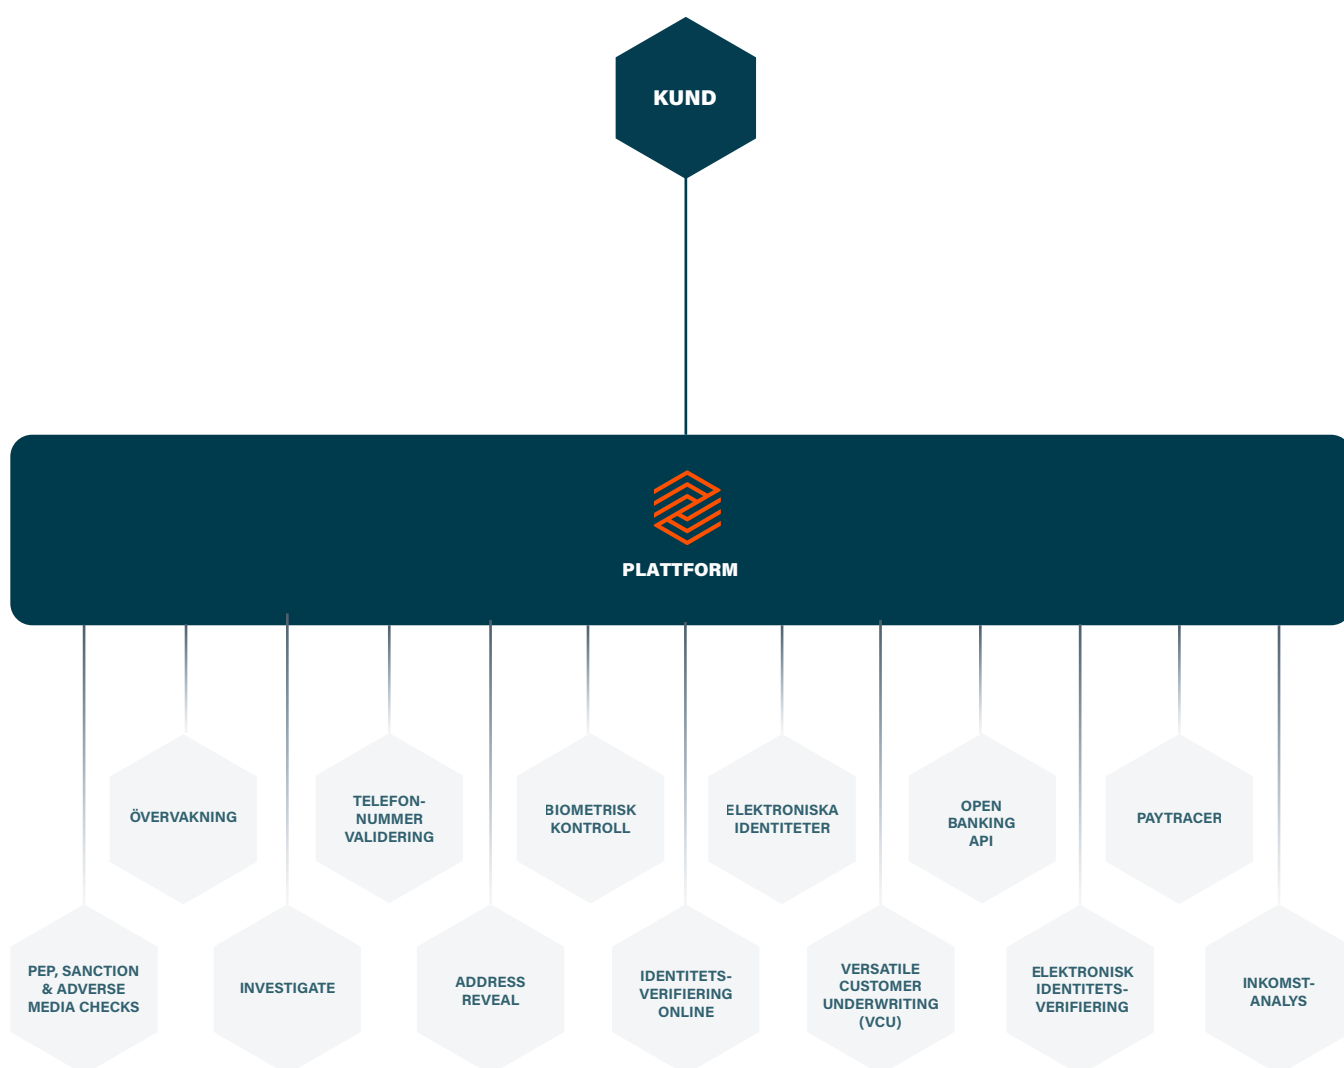 KUND
PLATTFORM
ÖVERVAKNING
TELEFON-
NUMMER
VALIDERING
BIOMETRISK
KONTROLL
ELEKTRONISKA
IDENTITETER
OPEN
BANKING
API
PAYTRACER
PEP, SANCTION
& ADVERSE
MEDIA CHECKS
INVESTIGATE
ADDRESS
REVEAL
IDENTITETS-
VERIFIERING
ONLINE
VERSATILE
CUSTOMER
UNDERWRITING
(VCU)
ELEKTRONISK
IDENTITETS-
VERIFIERING
INKOMST-
ANALYS